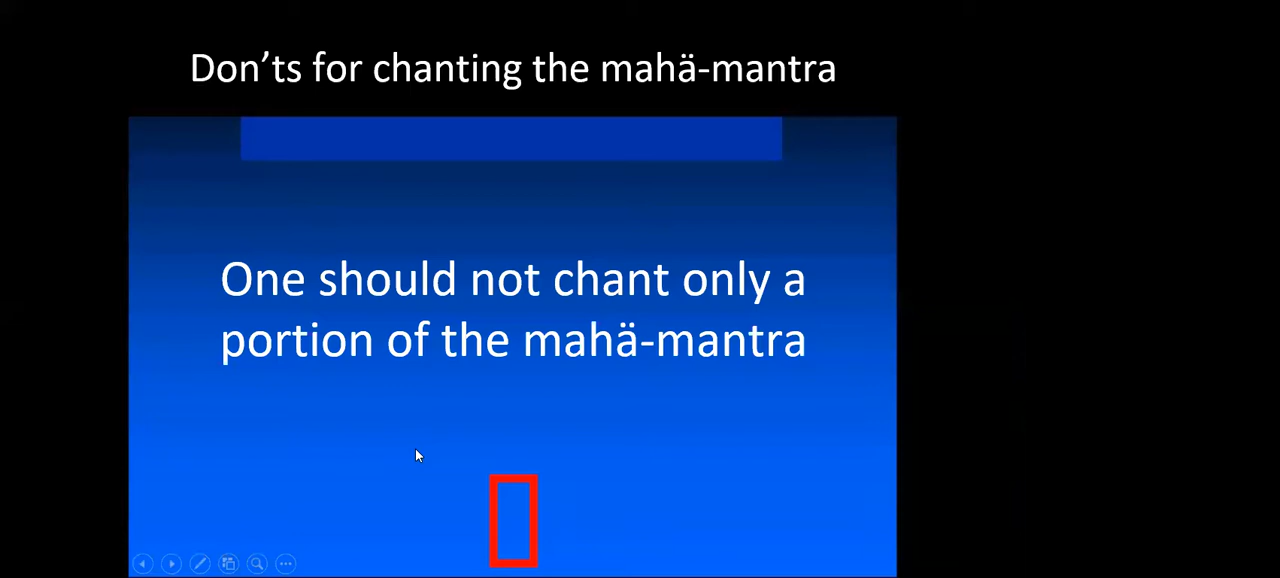 Don’ts for chanting the mahä-mantra
One should not chant only a
portion of the mahä-mantra